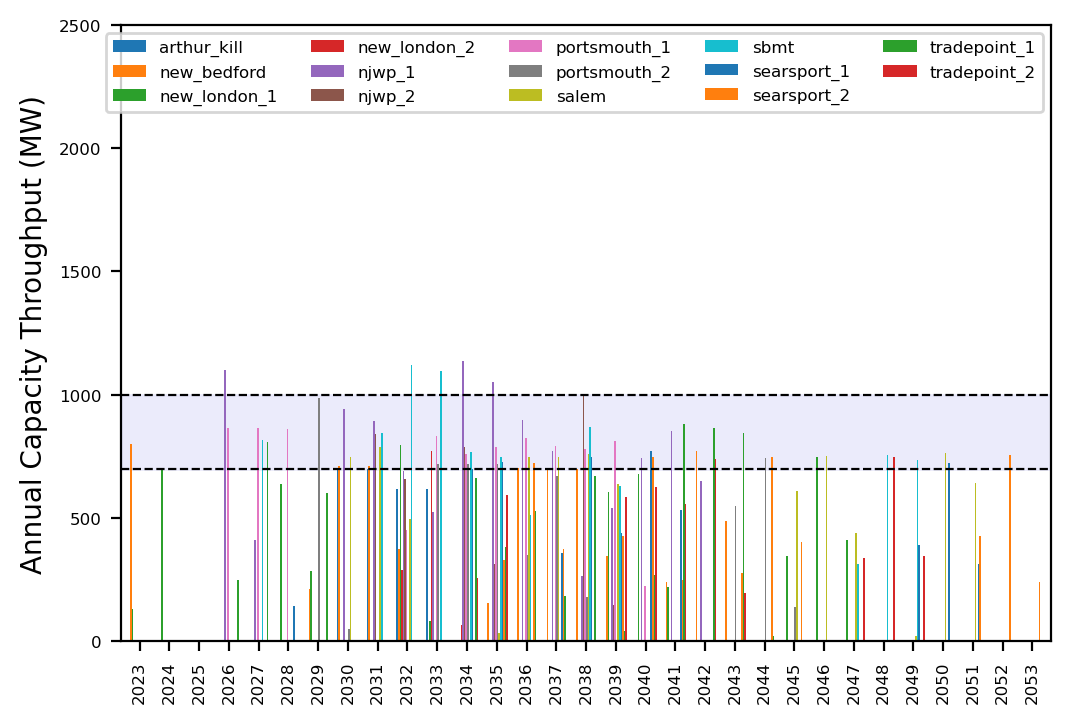 2500
arthur_kill new_london_2 portsmouth_1 sbmt tradepoint_1
new_bedford njwp_1 portsmouth_2 searsport_1 tradepoint_2
new_london_1 njwp_2 salem searsport_2
Annual Capacity Throughput (MW)
2000
1500
1000
500
0
2023 2024 2025 2026 2027 2028 2029 2030 2031 2032 2033 2034 2035 2036 2037 2038 2039 2040 2041 2042 2043 2044 2045 2046 2047 2048 2049 2050 2051 2052 2053